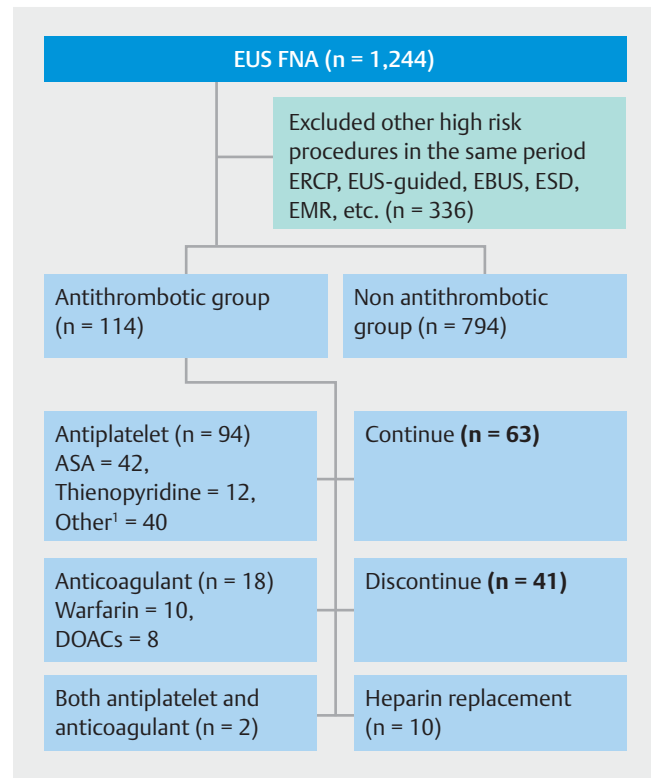 EUS FNA (n = 1,244)
Excluded other high risk
procedures in the same period
ERCP, EUS-guided, EBUS, ESD,
EMR, etc. (n = 336)
Antithrombotic group
(n = 114)
Non antithrombotic
group (n = 794)
Antiplatelet (n = 94)
ASA = 42,
Thienopyridine = 12,
Other¹ = 40
Continue (n = 63)
Anticoagulant (n = 18)
Warfarin = 10,
DOACs = 8
Discontinue (n = 41)
Both antiplatelet and
anticoagulant (n = 2)
Heparin replacement
(n = 10)